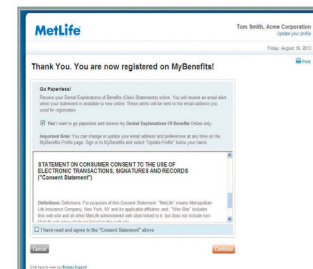 MetLife
Tom Smith, Acme Corporation
Update your profile
Friday, August 16, 2013
Print
Thank You. You are now registered on MyBenefits!
Go Paperless!
Receive your Dental Explanations of Benefits (Claim Statements) online. You will receive an email alert
when your statement is available to view online. These alerts will be sent to the email address you
used for registration.
Yes! I want to go paperless and receive my Dental Explanations Of Benefits Online only.
Important Note: You can change or update your email address and preferences at any time on the
MyBenefits Profile page. Sign in to MyBenefits and select "Update Profile" below your name.
STATEMENT ON CONSUMER CONSENT TO THE USE OF
ELECTRONIC TRANSACTIONS, SIGNATURES AND RECORDS
("Consent Statement")
Definitions: Definitions. For purposes of this Consent Statement: "MetLife" means Metropolitan
Life Insurance Company, New York, NY and its applicable affiliates; and, "Web Site" includes
this web site and all other MetLife administered web sites linked to it, but does not include non-
I have read and agree to the "Consent Statement" above
Cancel
Continue
Click here to view our Browser Support